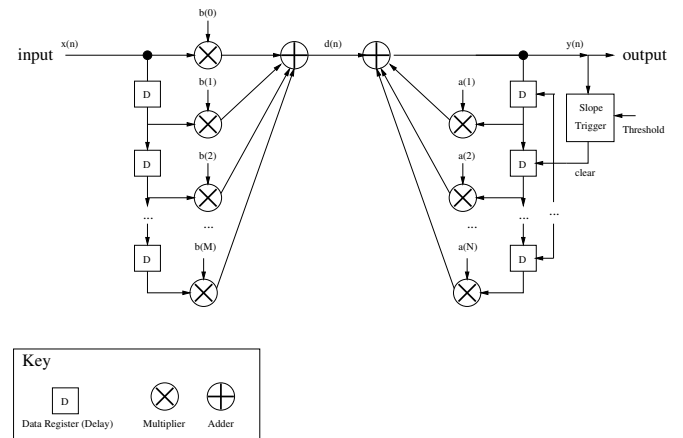 b(0)
input x(n) d(n) y(n) output
D b(1) a(1) D Slope
Trigger
Threshold
D b(2) a(2) D clear
... ... ... ... ...
D b(M) a(N) D
Key
D
Data Register (Delay) Multiplier Adder